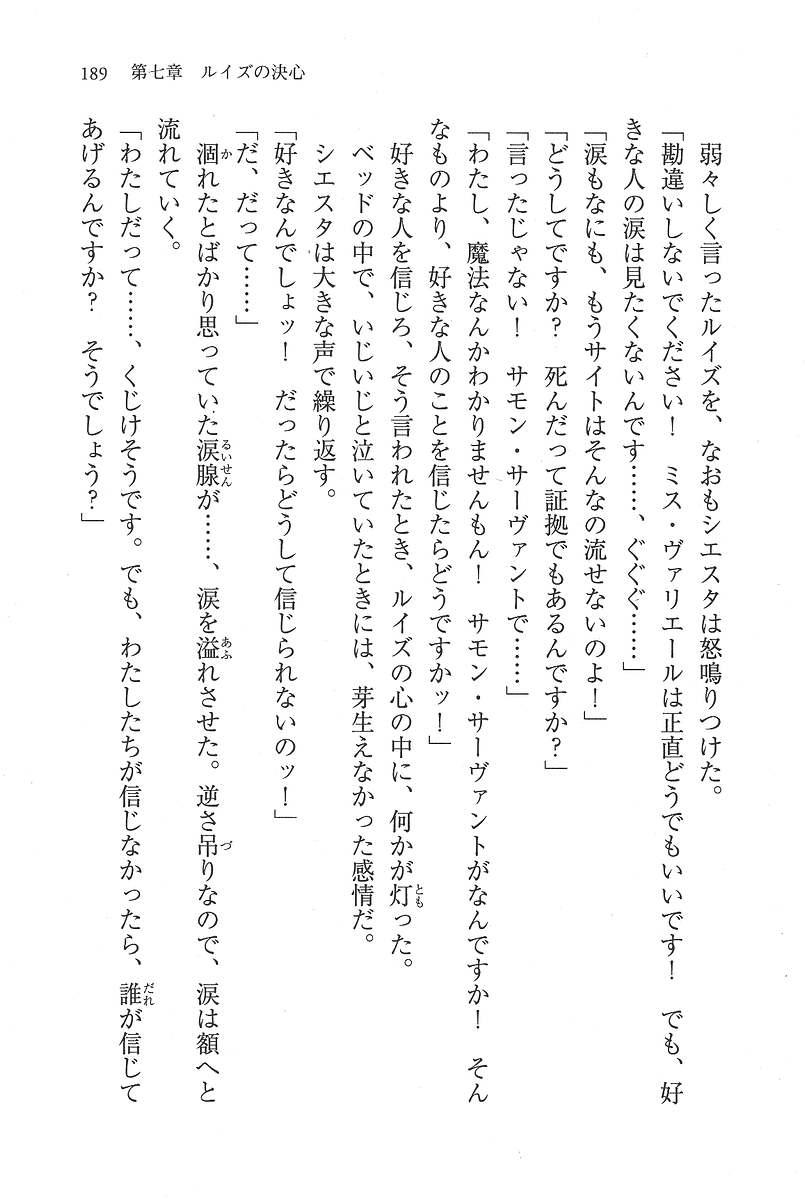 189　第七章　ルイズの決心
　弱々しく言ったルイズを、なおもシエスタは怒鳴りつけた。
「勘違いしないでください！　ミス・ヴァリエールは正直どうでもいいです！　でも、好
きな人の涙は見たくないんです……、ぐぐぐ……」
「涙もなにも、もうサイトはそんなの流せないのよ！」
「どうしてですか？　死んだって証拠でもあるんですか？」
「言ったじゃない！　サモン・サーヴァントで……」
「わたし、魔法なんかわかりませんもん！　サモン・サーヴァントがなんですか！　そん
なものより、好きな人のことを信じたらどうですかッ！」
　好きな人を信じろ、そう言われたとき、ルイズの心の中に、何かが灯った。
　ベッドの中で、いじいじと泣いていたときには、芽生えなかった感情だ。
　シエスタは大きな声で繰り返す。
「好きなんでしょッ！　だったらどうして信じられないのッ！」
「だ、だって……」
　涸れたとばかり思っていた涙腺が……、涙を溢れさせた。逆さ吊りなので、涙は額へと
流れていく。
「わたしだって……、くじけそうです。でも、わたしたちが信じなかったら、誰が信じて
あげるんですか？　そうでしょう？」